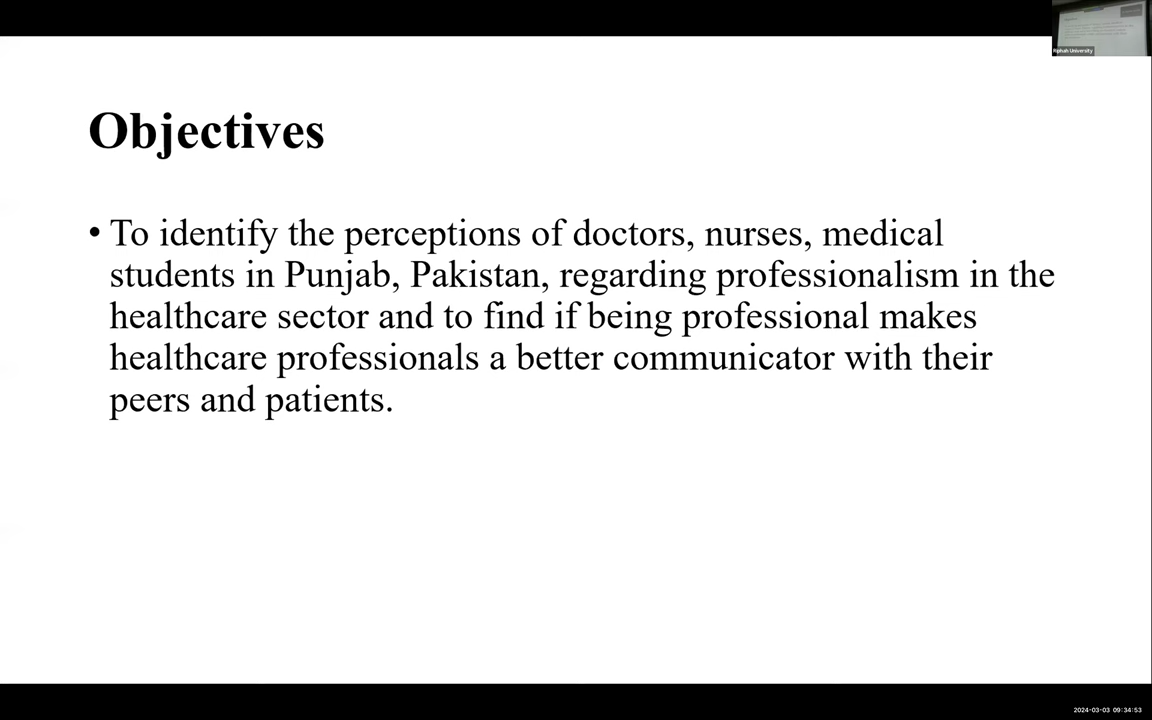 Riphah University
Objectives
• To identify the perceptions of doctors, nurses, medical
students in Punjab, Pakistan, regarding professionalism in the
healthcare sector and to find if being professional makes
healthcare professionals a better communicator with their
peers and patients.
2024-03-03 09:34:53